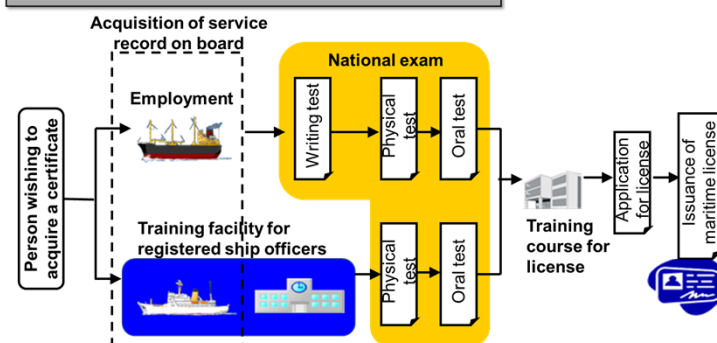 Acquisition of service
record on board
National exam
Employment
Person wishing to
acquire a certificate
Writing test
Physical
test
Oral test
Training facility for
registered ship officers
Physical
test
Oral test
Training
course for
license
Application
for license
Issuance of
maritime license